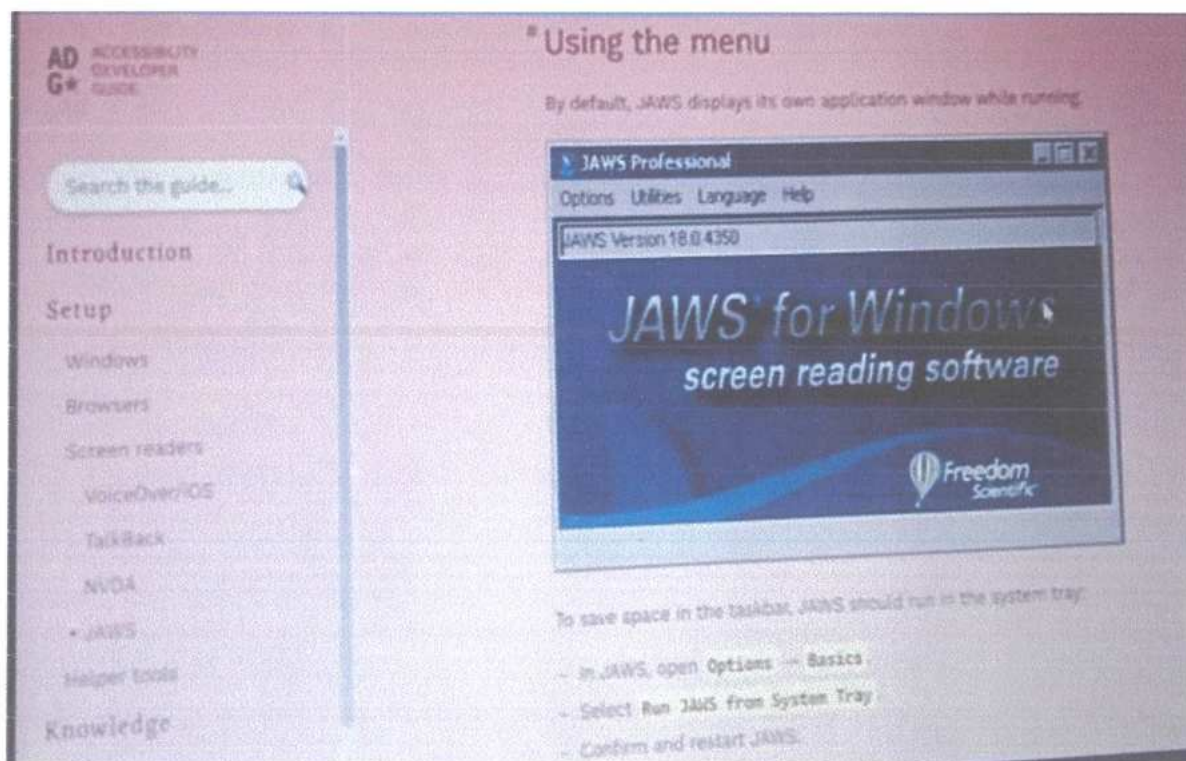 AD
G*
ACCESSIBILITY
DEVELOPER
GUIDE
Search the guide...
Introduction
Setup
Windows
Browsers
Screen readers
VoiceOver/iOS
TalkBack
NVDA
• JAWS
Helper tools
Knowledge
Using the menu
By default, JAWS displays its own application window while running.
JAWS Professional
Options Utilities Language Help
JAWS Version 18.0.4350
JAWS® for Windows
screen reading software
Freedom
Scientific
To save space in the taskbar, JAWS should run in the system tray:
– In JAWS, open Options → Basics.
– Select Run JAWS from System Tray
– Confirm and restart JAWS.